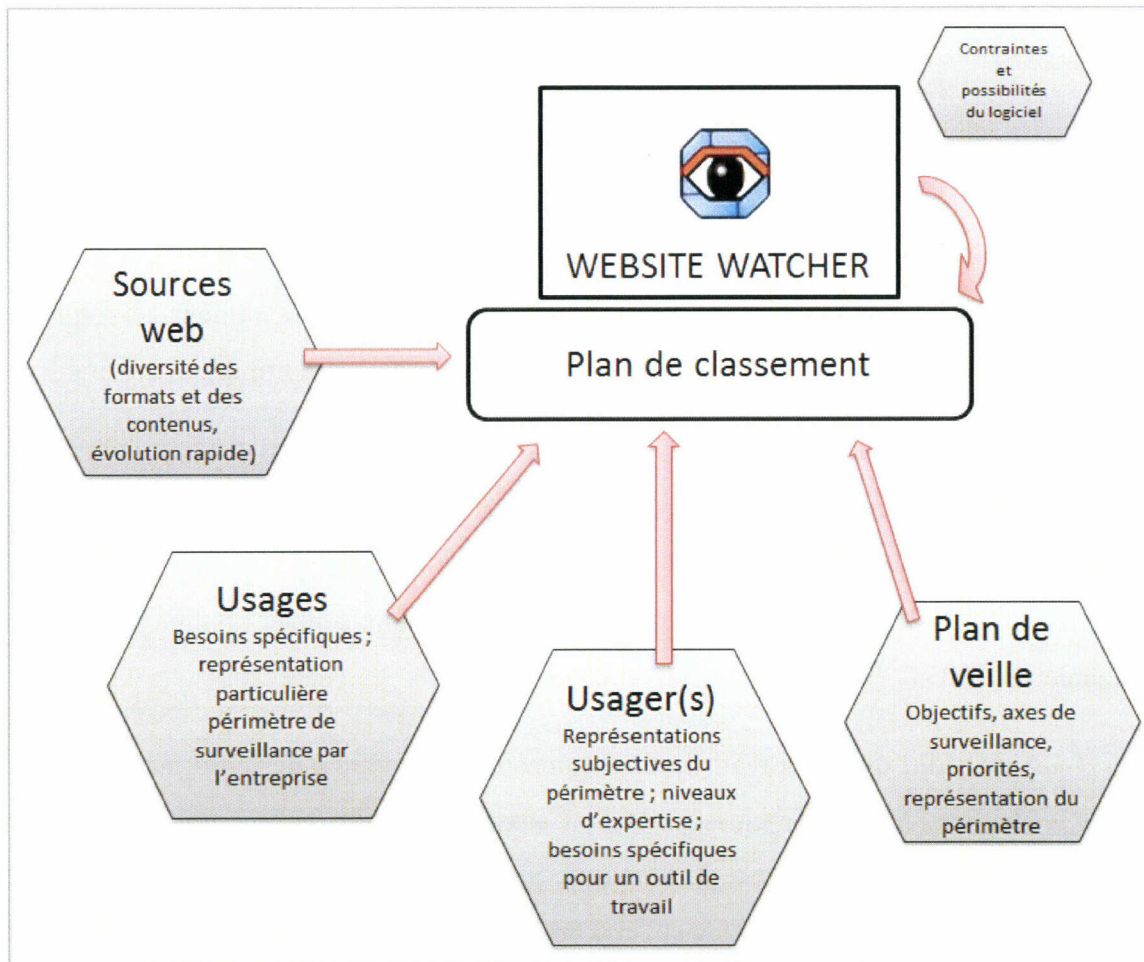 Contraintes
et
possibilités
du logiciel
WEBSITE WATCHER
Plan de classement
Sources
web
(diversité des
formats et des
contenus,
évolution rapide)
Usages
Besoins spécifiques ;
représentation
particulière
périmètre de
surveillance par
l'entreprise
Usager(s)
Représentations
subjectives du
périmètre ; niveaux
d'expertise ;
besoins spécifiques
pour un outil de
travail
Plan de
veille
Objectifs, axes de
surveillance,
priorités,
représentation du
périmètre